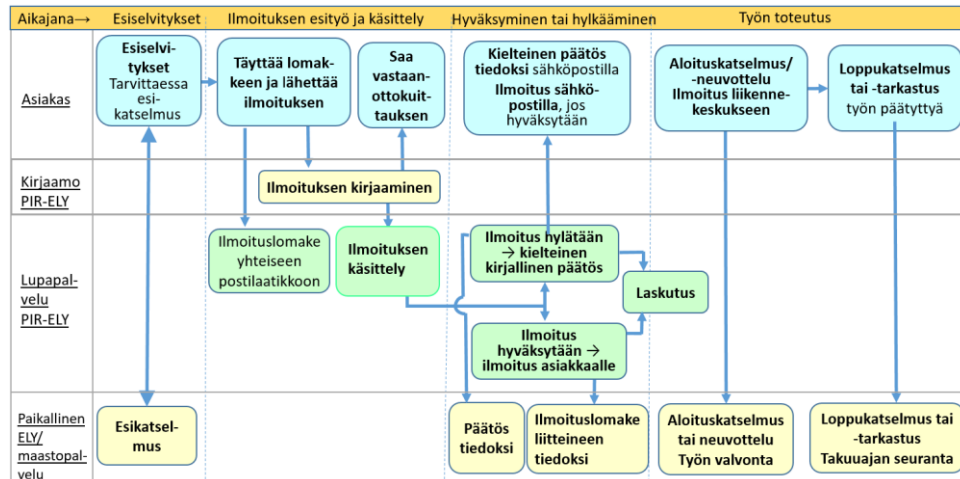 Aikajana→
Esiselvitykset
Ilmoituksen esityö ja käsittely
Hyväksyminen tai hylkääminen
Työn toteutus
Asiakas
Esiselvi-
tykset
Tarvittaessa
esi-
katselmus
Täyttää lomak-
keen ja lähettää
ilmoituksen
Saa
vastaan-
ottokuit-
tauksen
Kielteinen päätös
tiedoksi sähköpostilla
Ilmoitus sähkö-
postilla, jos
hyväksytään
Aloituskatselmus/
-neuvottelu
Ilmoitus liikenne-
keskukseen
Loppukatselmus
tai -tarkastus
työn päätyttyä
Kirjaamo
PIR-ELY
Ilmoituksen kirjaaminen
Lupapal-
velu
PIR-ELY
Ilmoituslomake
yhteiseen
postilaatikkoon
Ilmoituksen
käsittely
Ilmoitus hylätään
→ kielteinen
kirjallinen päätös
Laskutus
Ilmoitus
hyväksytään →
ilmoitus asiakkaalle
Paikallinen
ELY/
maastopal-
velu
Esikatsel-
mus
Päätös
tiedoksi
Ilmoituslomake
liitteineen
tiedoksi
Aloituskatselmus
tai neuvottelu
Työn valvonta
Loppukatselmus tai
-tarkastus
Takuuajan seuranta